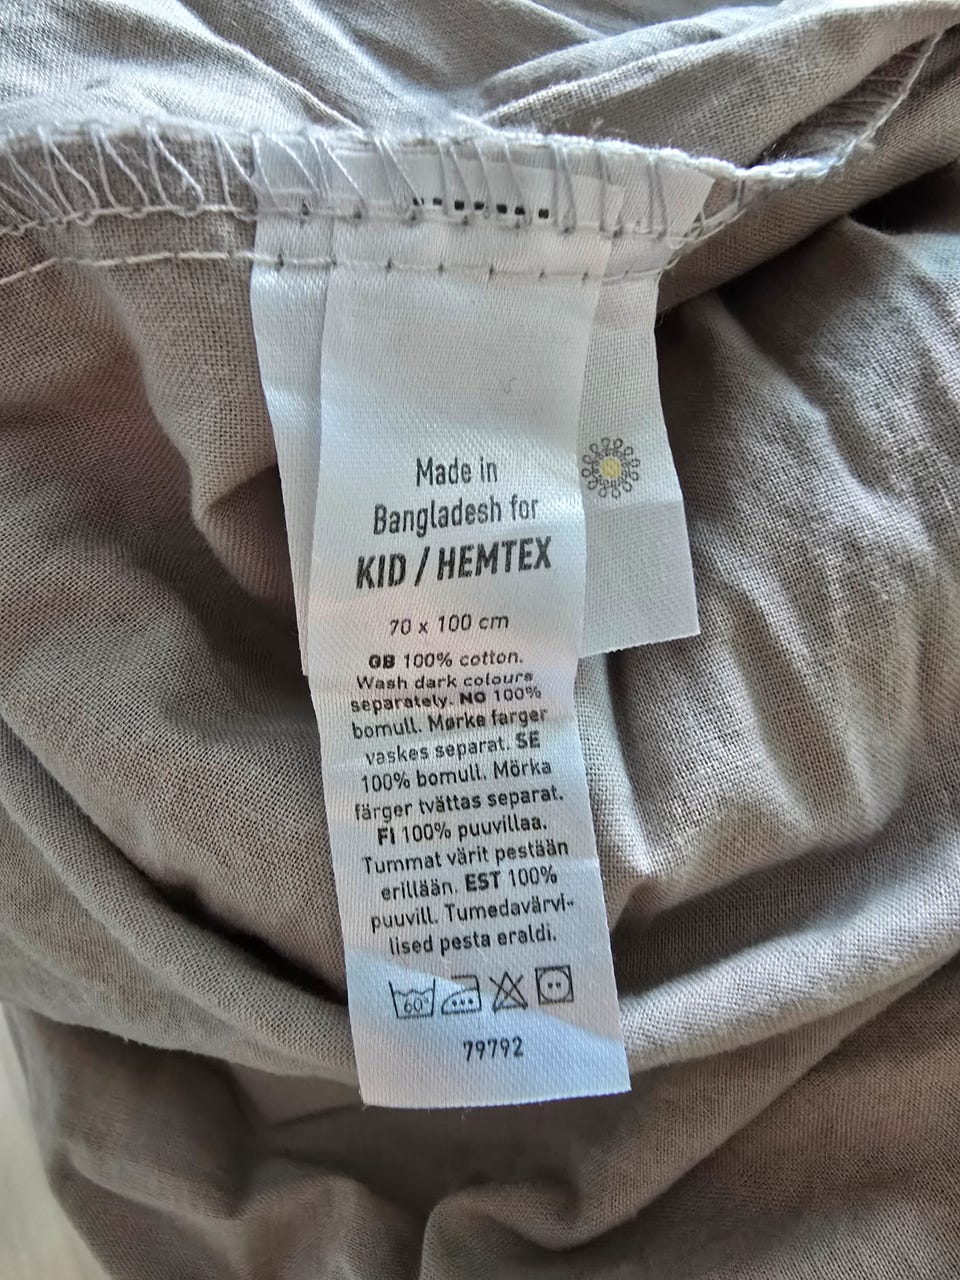 Made in
Bangladesh for
KID / HEMTEX
70 x 100 cm
GB 100% cotton.
Wash dark colours
separately. NO 100%
bomull. Mørke farger
vaskes separat. SE
100% bomull. Mörka
färger tvättas separat.
FI 100% puuvillaa.
Tummat värit pestään
erillään. EST 100%
puuvill. Tumedavärvi-
lised pesta eraldi.
60°
79792